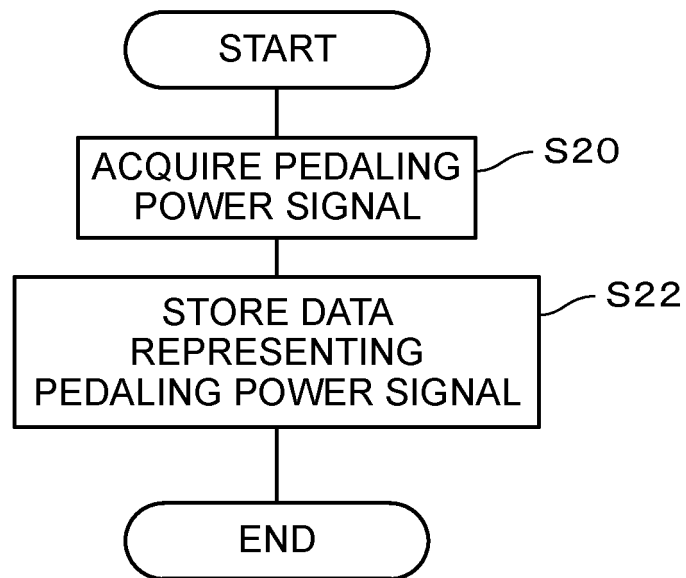 START
ACQUIRE PEDALING
POWER SIGNAL
S20
STORE DATA
REPRESENTING
PEDALING POWER SIGNAL
S22
END